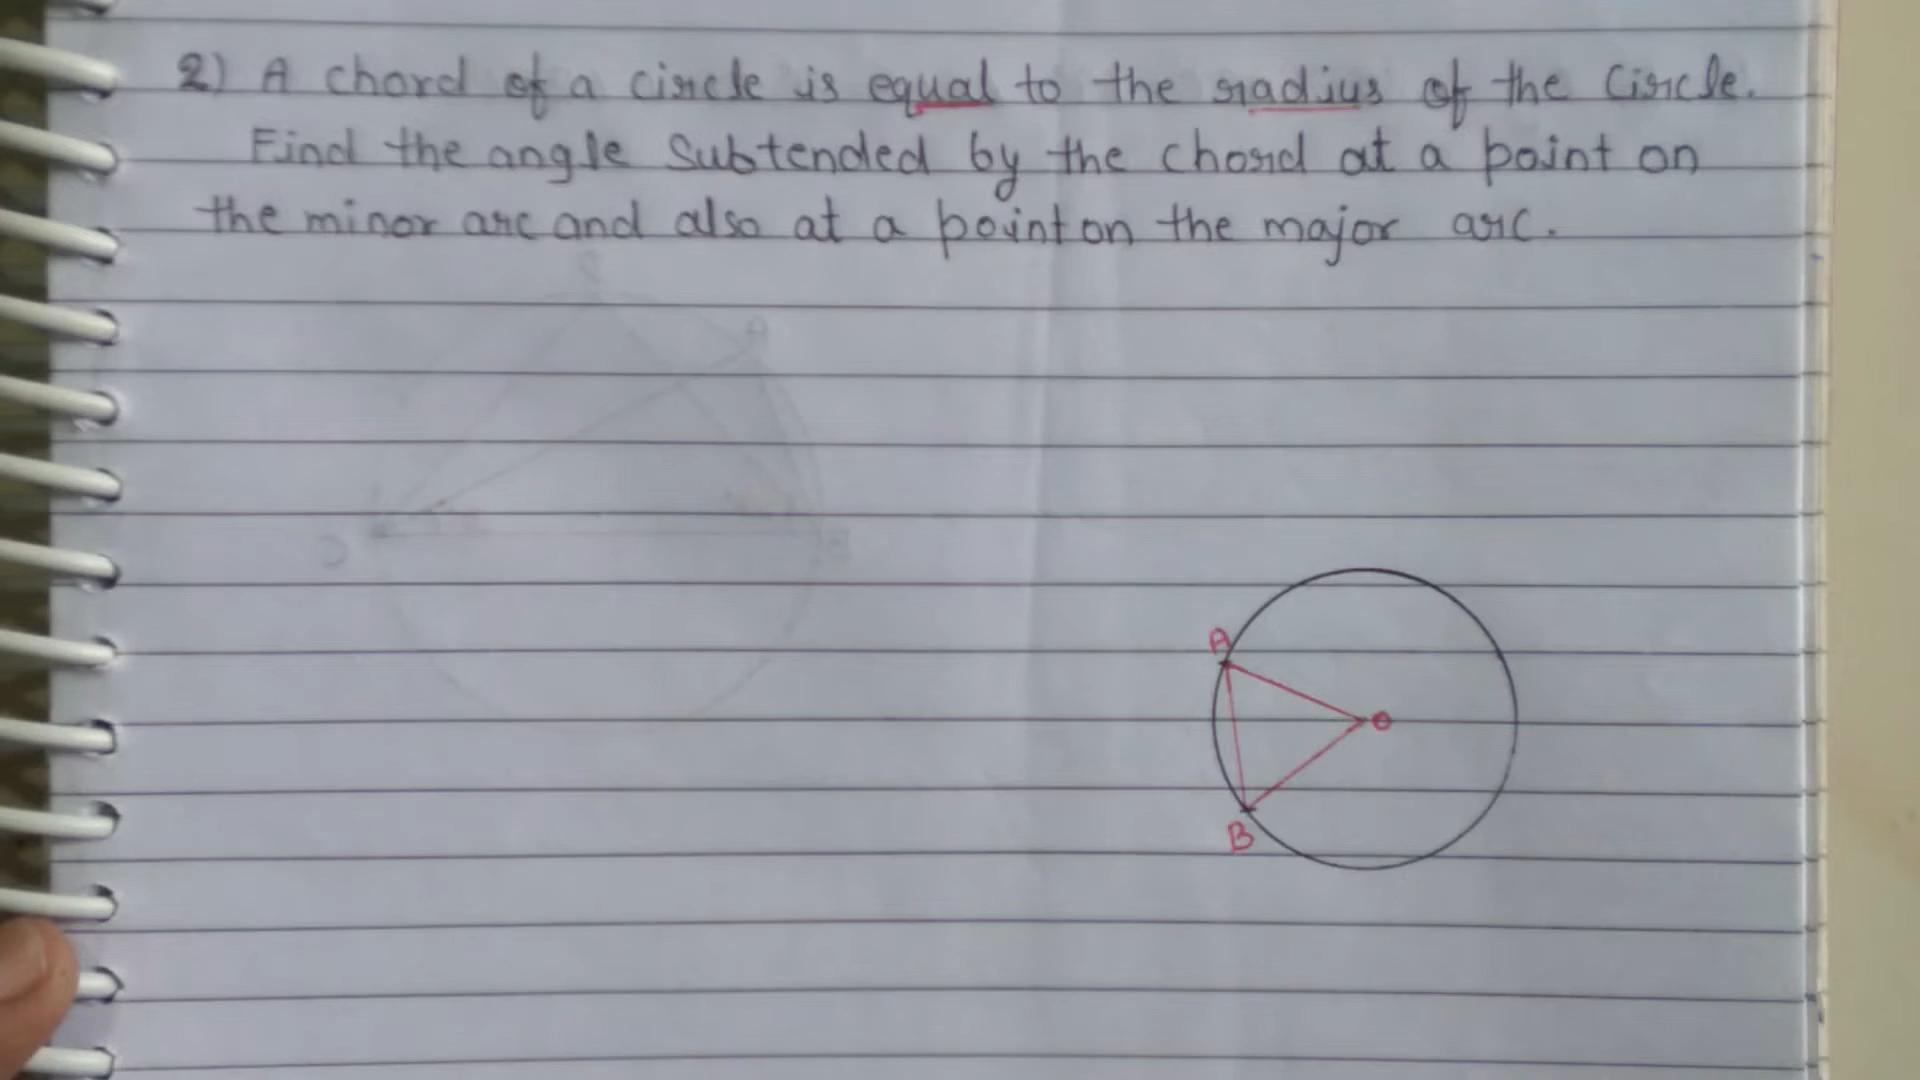 2) A chord of a circle is equal to the radius of the Circle.
Find the angle Subtended by the chord at a point on
the minor arc and also at a point on the major arc.
A
O
B